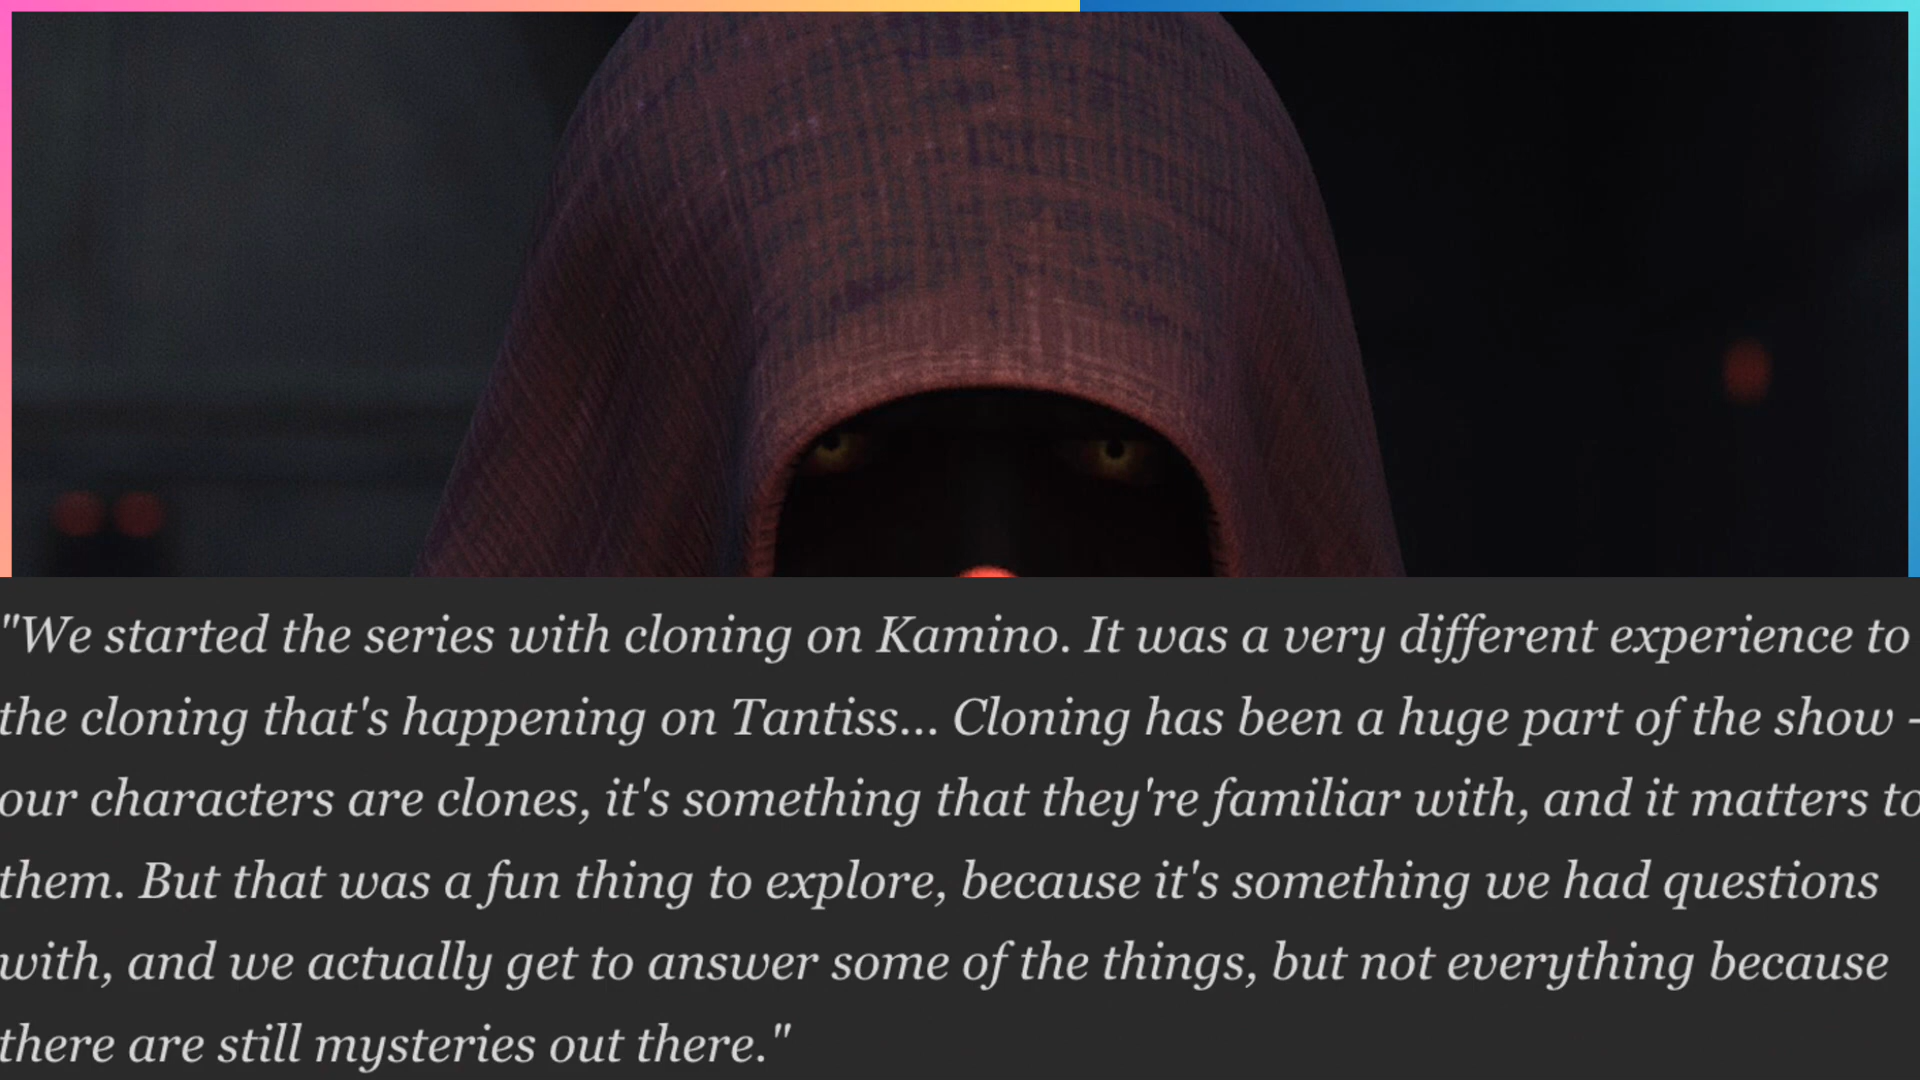 "We started the series with cloning on Kamino. It was a very different experience to
the cloning that's happening on Tantiss... Cloning has been a huge part of the show -
our characters are clones, it's something that they're familiar with, and it matters to
them. But that was a fun thing to explore, because it's something we had questions
with, and we actually get to answer some of the things, but not everything because
there are still mysteries out there."